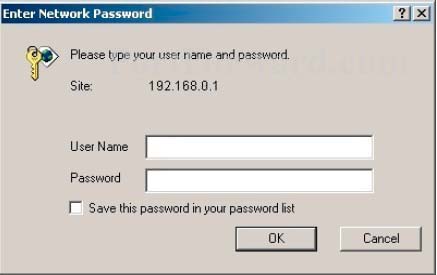 Enter Network Password
Please type your user name and password.
Site: 192.168.0.1
User Name
Password
Save this password in your password list
OK Cancel